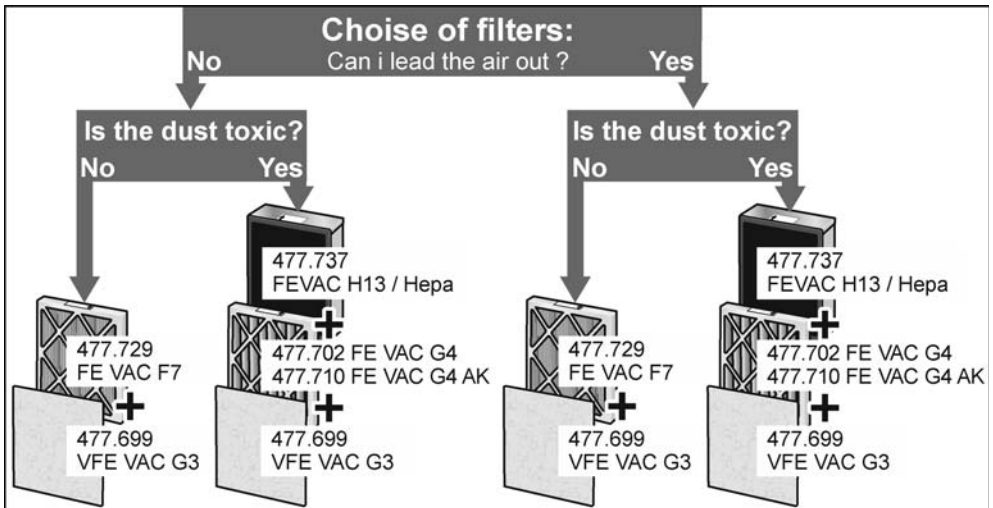 Choise of filters:
No Can i lead the air out ? Yes
Is the dust toxic?
No Yes
477.737
FEVAC H13 / Hepa
477.729
FE VAC F7
477.702 FE VAC G4
477.710 FE VAC G4 AK
477.699
VFE VAC G3
477.699
VFE VAC G3
Is the dust toxic?
No Yes
477.737
FEVAC H13 / Hepa
477.729
FE VAC F7
477.702 FE VAC G4
477.710 FE VAC G4 AK
477.699
VFE VAC G3
477.699
VFE VAC G3